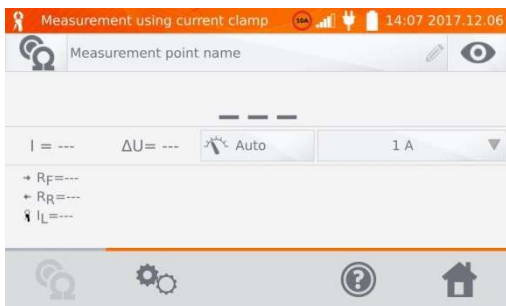 Measurement using current clamp 10A 14:07 2017.12.06
Measurement point name
---
I = --- ΔU= --- Auto 1 A
RF=---
RR=---
IL=---
?